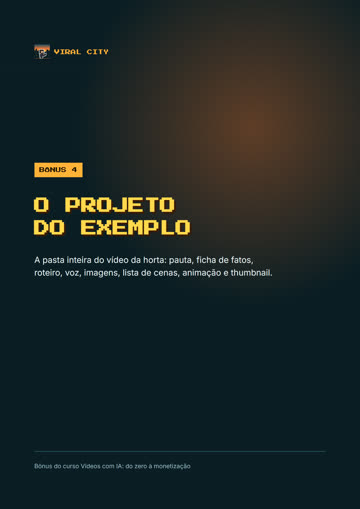 VIRAL CITY
BÔNUS 4
O PROJETO
DO EXEMPLO
A pasta inteira do vídeo da horta: pauta, ficha de fatos,
roteiro, voz, imagens, lista de cenas, animação e thumbnail.
Bônus do curso Vídeos com IA: do zero à monetização